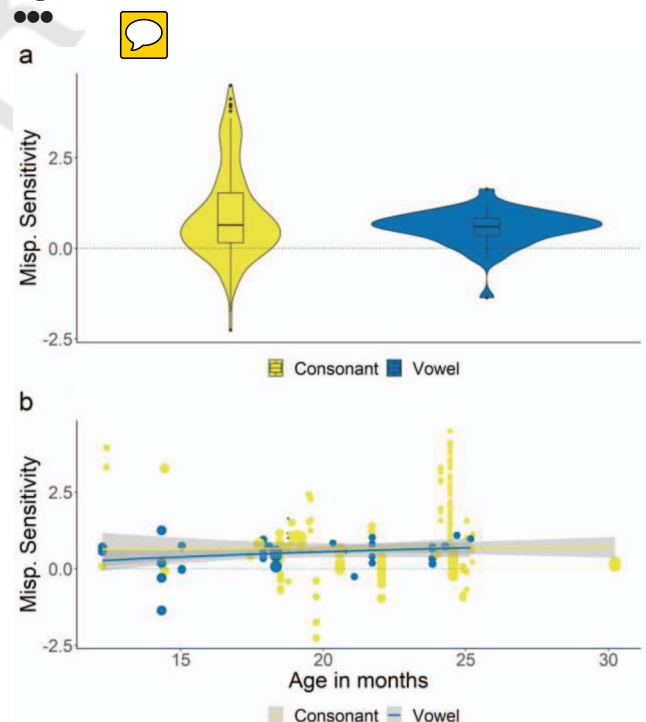 a
Misp. Sensitivity
2.5
0.0
-2.5
Consonant Vowel
b
Misp. Sensitivity
2.5
0.0
-2.5
15 20 25 30
Age in months
Consonant Vowel